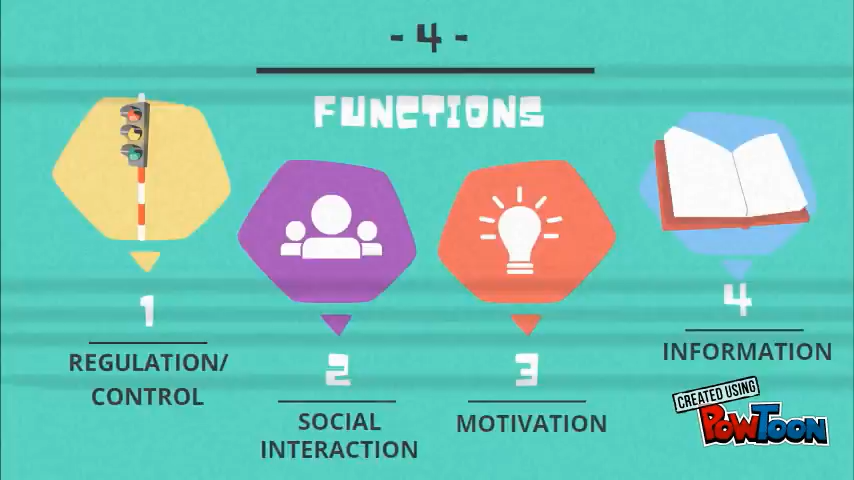 - 4 -
FUNCTIONS
1
REGULATION/
CONTROL
2
SOCIAL
INTERACTION
3
MOTIVATION
4
INFORMATION
CREATED USING
POWTOON